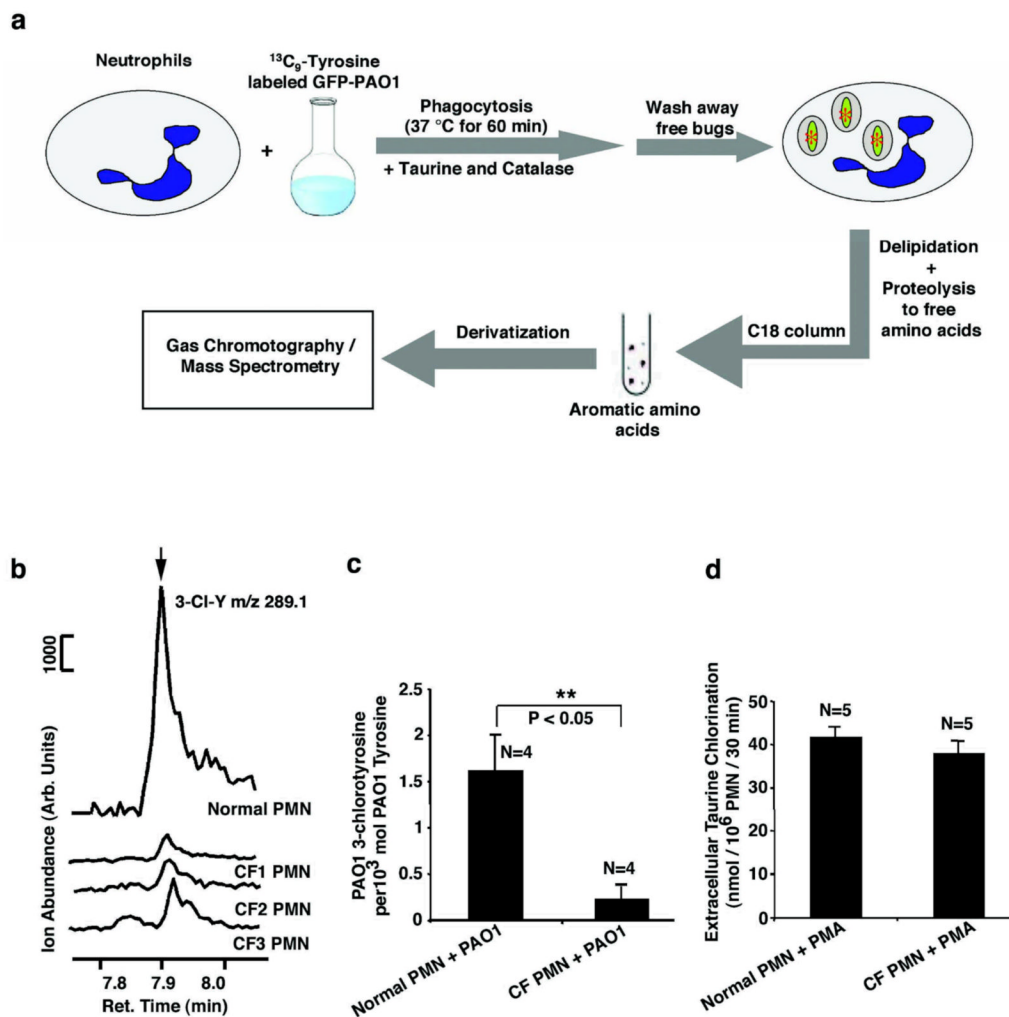 a
Neutrophils
+
¹³C₉-Tyrosine
labeled GFP-PAO1
Phagocytosis
(37 °C for 60 min)
+ Taurine and Catalase
Wash away
free bugs
Delipidation
+
Proteolysis
to free
amino acids
C18 column
Aromatic amino
acids
Derivatization
Gas Chromotography /
Mass Spectrometry
b
3-Cl-Y m/z 289.1
1000
Ion Abundance (Arb. Units)
Normal PMN
CF1 PMN
CF2 PMN
CF3 PMN
7.8 7.9 8.0
Ret. Time (min)
c
PAO1 3-chlorotyrosine
per10³ mol PAO1 Tyrosine
2.5
2
1.5
1
0.5
0
**
P < 0.05
N=4
N=4
Normal PMN + PAO1
CF PMN + PAO1
d
Extracellular Taurine Chlorination
(nmol / 10⁶ PMN / 30 min)
50
40
30
20
10
0
N=5
N=5
Normal PMN + PMA
CF PMN + PMA